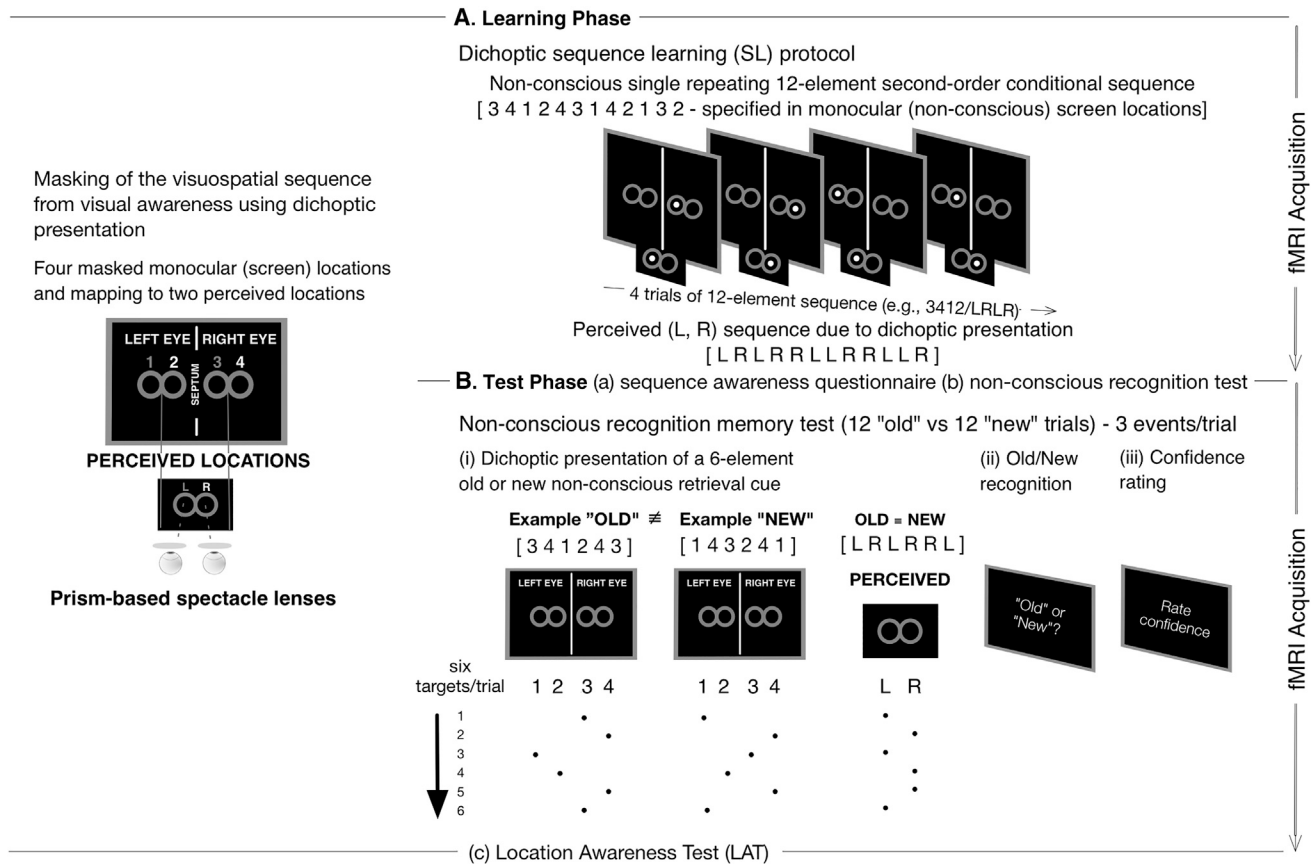 A. Learning Phase
Dichoptic sequence learning (SL) protocol
Non-conscious single repeating 12-element second-order conditional sequence
[ 3 4 1 2 4 3 1 4 2 1 3 2 - specified in monocular (non-conscious) screen locations]
4 trials of 12-element sequence (e.g., 3412/LRLR)
Perceived (L, R) sequence due to dichoptic presentation
[ L R L R R L L R R L L R ]
fMRI Acquisition
Masking of the visuospatial sequence
from visual awareness using dichoptic
presentation
Four masked monocular (screen) locations
and mapping to two perceived locations
LEFT EYE RIGHT EYE
1 2 3 4
SEPTUM
PERCEIVED LOCATIONS
L R
Prism-based spectacle lenses
B. Test Phase (a) sequence awareness questionnaire (b) non-conscious recognition test
Non-conscious recognition memory test (12 "old" vs 12 "new" trials) - 3 events/trial
(i) Dichoptic presentation of a 6-element
old or new non-conscious retrieval cue
(ii) Old/New
recognition
(iii) Confidence
rating
Example "OLD" ≢ Example "NEW"
[ 3 4 1 2 4 3 ] [ 1 4 3 2 4 1 ]
OLD = NEW
[ L R L R R L ]
PERCEIVED
LEFT EYE RIGHT EYE
LEFT EYE RIGHT EYE
"Old" or
"New"?
Rate
confidence
six
targets/trial
1 2 3 4
1 2 3 4
L R
1
2
3
4
5
6
fMRI Acquisition
(c) Location Awareness Test (LAT)